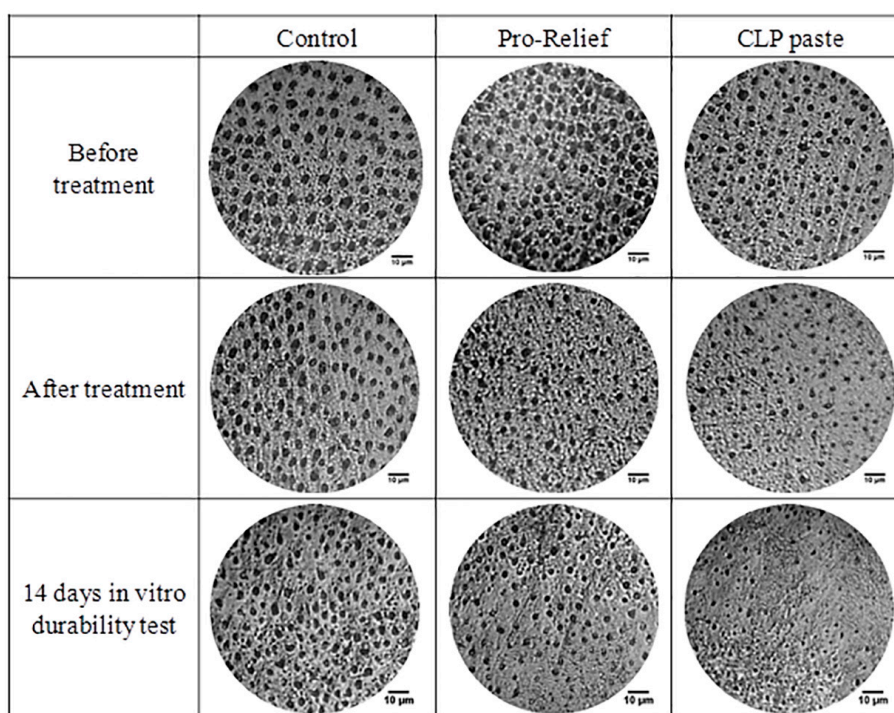 Control
Pro-Relief
CLP paste
Before
treatment
10 µm
10 µm
10 µm
After treatment
10 µm
10 µm
10 µm
14 days in vitro
durability test
10 µm
10 µm
10 µm